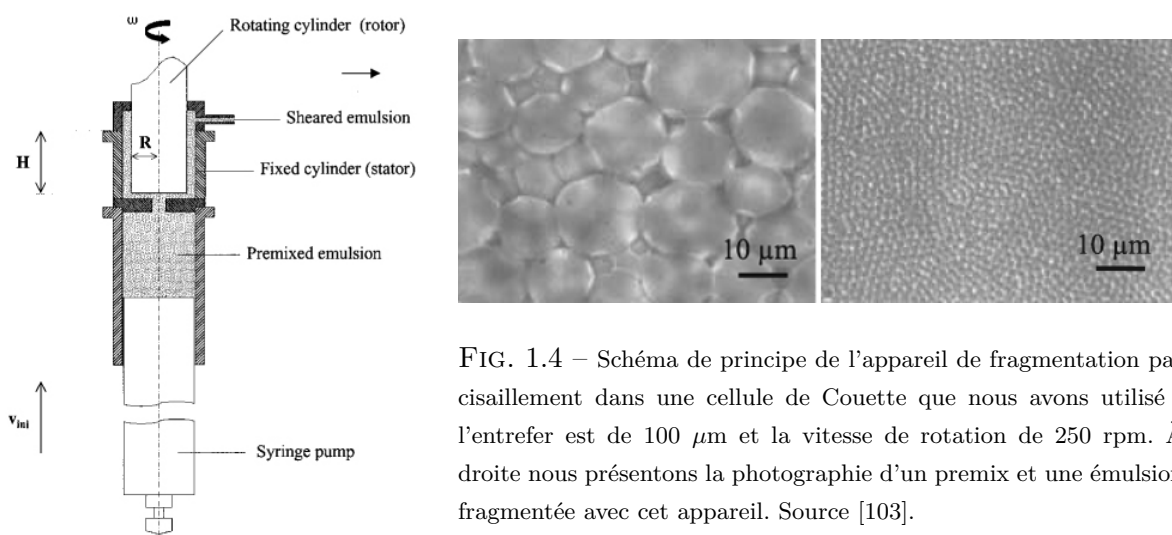 ω
Rotating cylinder (rotor)
Sheared emulsion
R
H
Fixed cylinder (stator)
Premixed emulsion
v_ini
Syringe pump
10 µm
10 µm
FIG. 1.4 – Schéma de principe de l'appareil de fragmentation pa
cisaillement dans une cellule de Couette que nous avons utilisé
l'entrefer est de 100 µm et la vitesse de rotation de 250 rpm. À
droite nous présentons la photographie d'un premix et une émulsion
fragmentée avec cet appareil. Source [103].